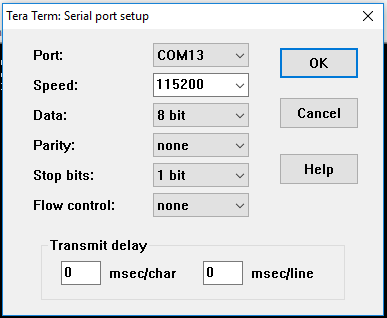 Tera Term: Serial port setup
Port: COM13 OK
Speed: 115200
Data: 8 bit Cancel
Parity: none
Stop bits: 1 bit Help
Flow control: none
Transmit delay
0 msec/char 0 msec/line